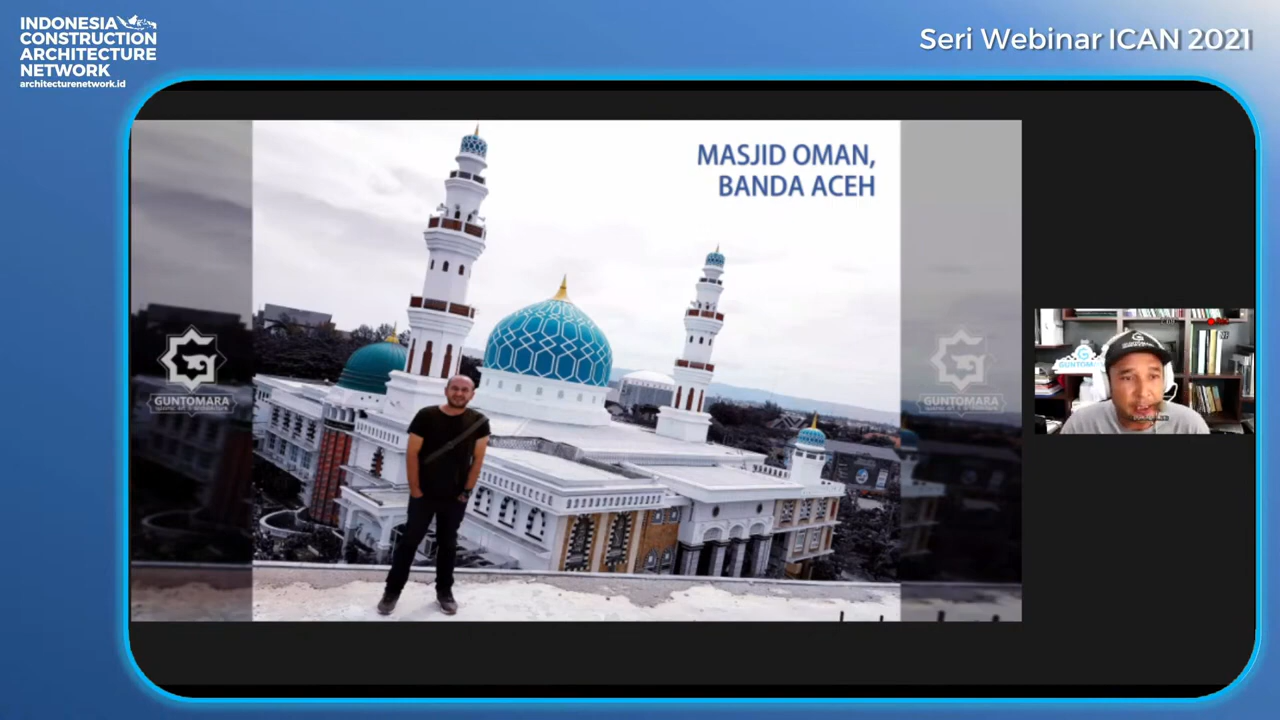 INDONESIA
CONSTRUCTION
ARCHITECTURE
NETWORK
architecturenetwork.id
Seri Webinar ICAN 2021
MASJID OMAN,
BANDA ACEH
GUNTOMARA
GUNTOMARA